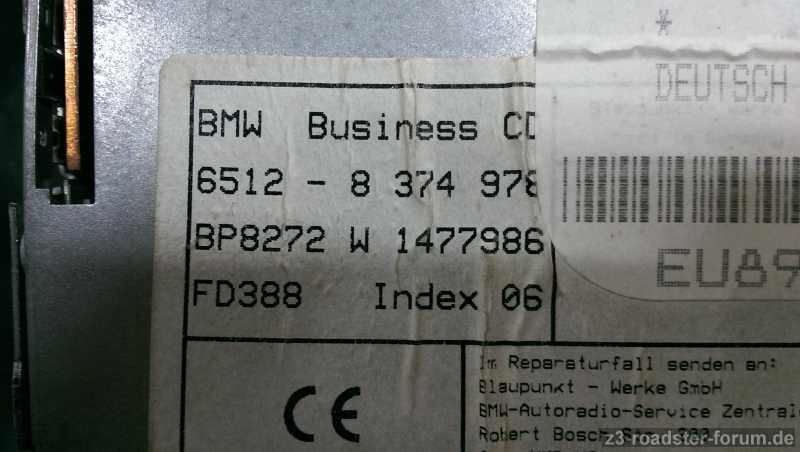 *
DEUTSCH
BMW Business CD
6512 - 8 374 978
BP8272 W 1477986
EU89
FD388 Index 06
Im Reparaturfall senden an:
Blaupunkt - Werke GmbH
BMW-Autoradio-Service Zentrale
CE
Robert Bosch
z3-roadster-forum.de